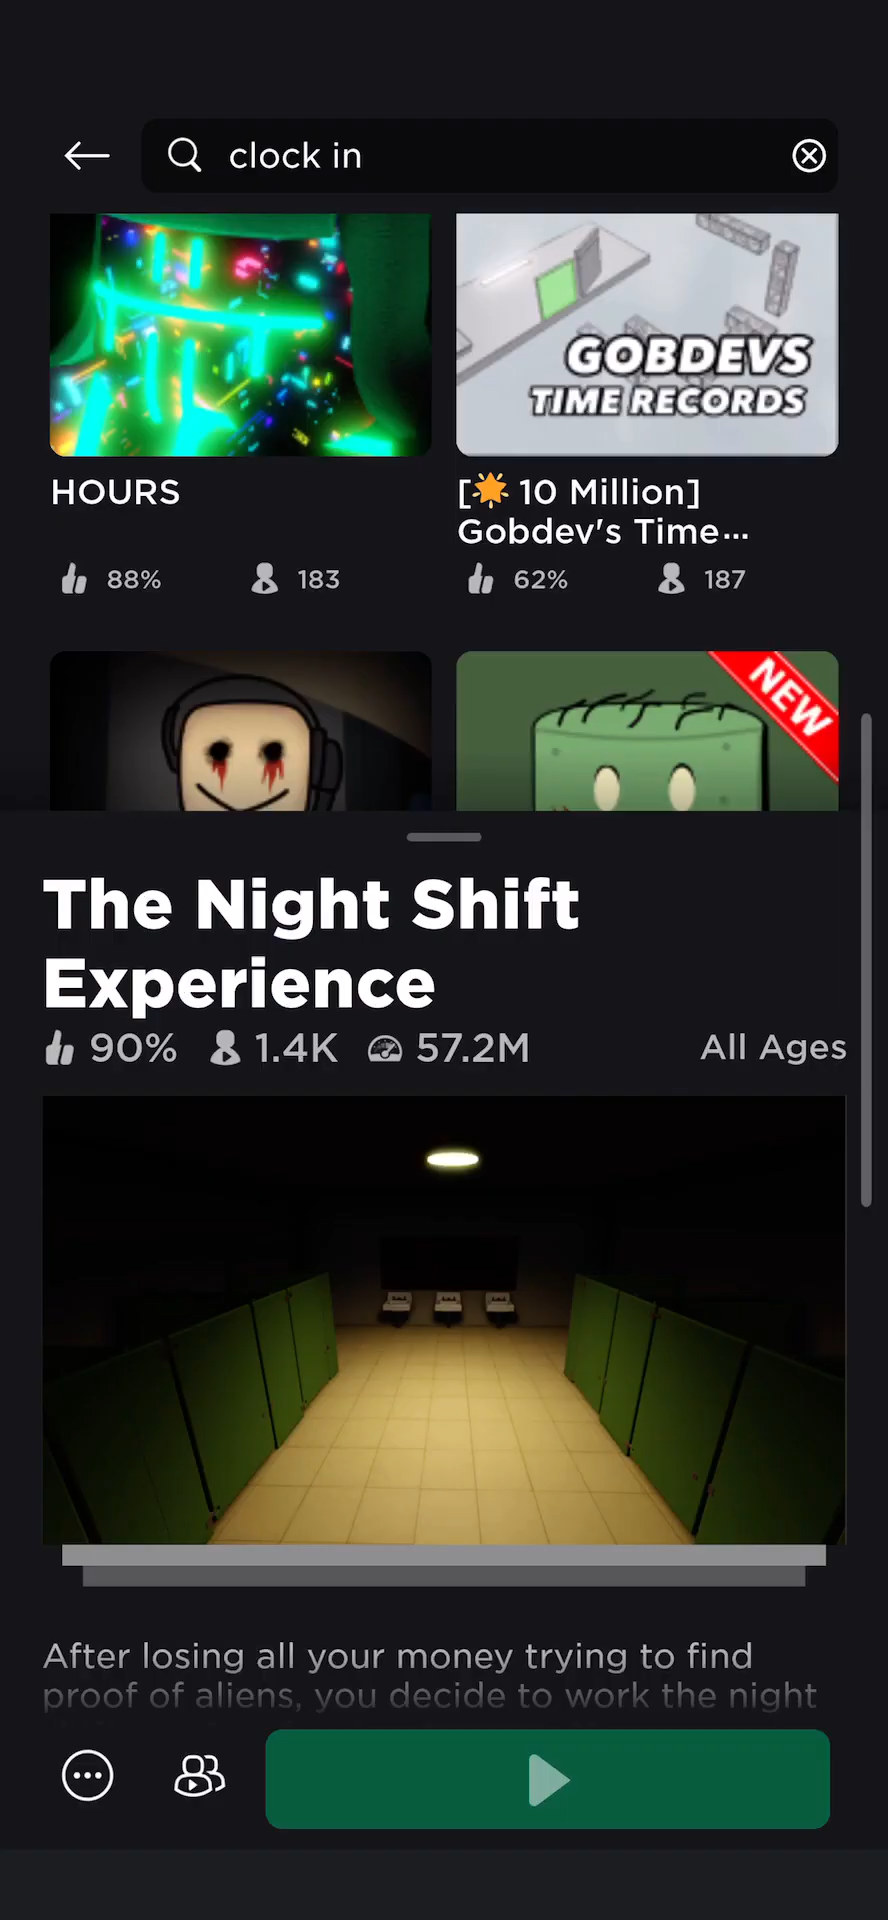 clock in
GOBDEVS
TIME RECORDS
HOURS
[🌟 10 Million]
Gobdev's Time...
88%
183
62%
187
NEW
The Night Shift
Experience
90%
1.4K
57.2M
All Ages
After losing all your money trying to find
proof of aliens, you decide to work the night